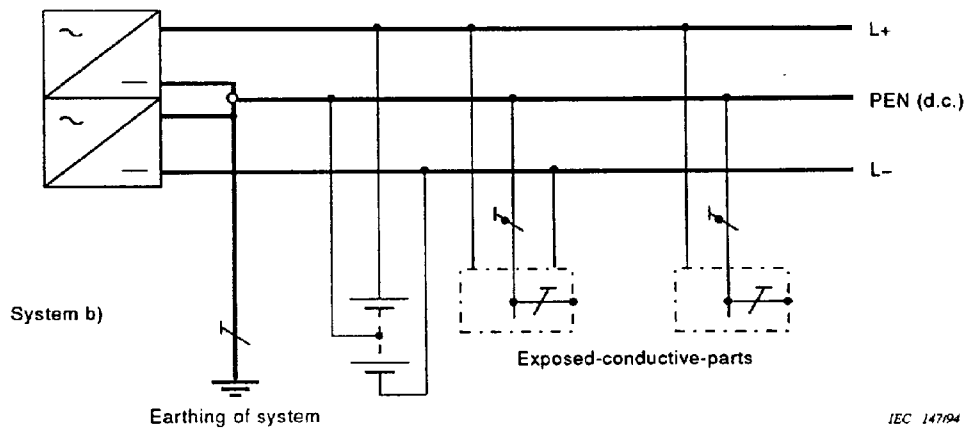 L+
PEN (d.c.)
L–
System b)
Exposed-conductive-parts
Earthing of system
IEC 147/94